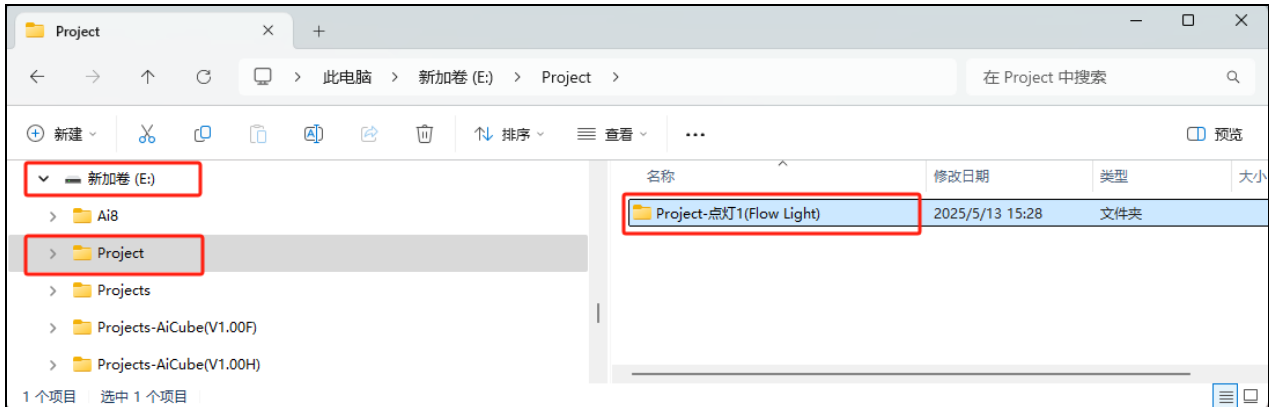 Project
此电脑 > 新加卷 (E:) > Project >
在 Project 中搜索
新建
排序
查看
预览
新加卷 (E:)
Ai8
Project
Projects
Projects-AiCube(V1.00F)
Projects-AiCube(V1.00H)
名称 修改日期 类型 大小
Project-点灯1(Flow Light) 2025/5/13 15:28 文件夹
1 个项目 选中 1 个项目